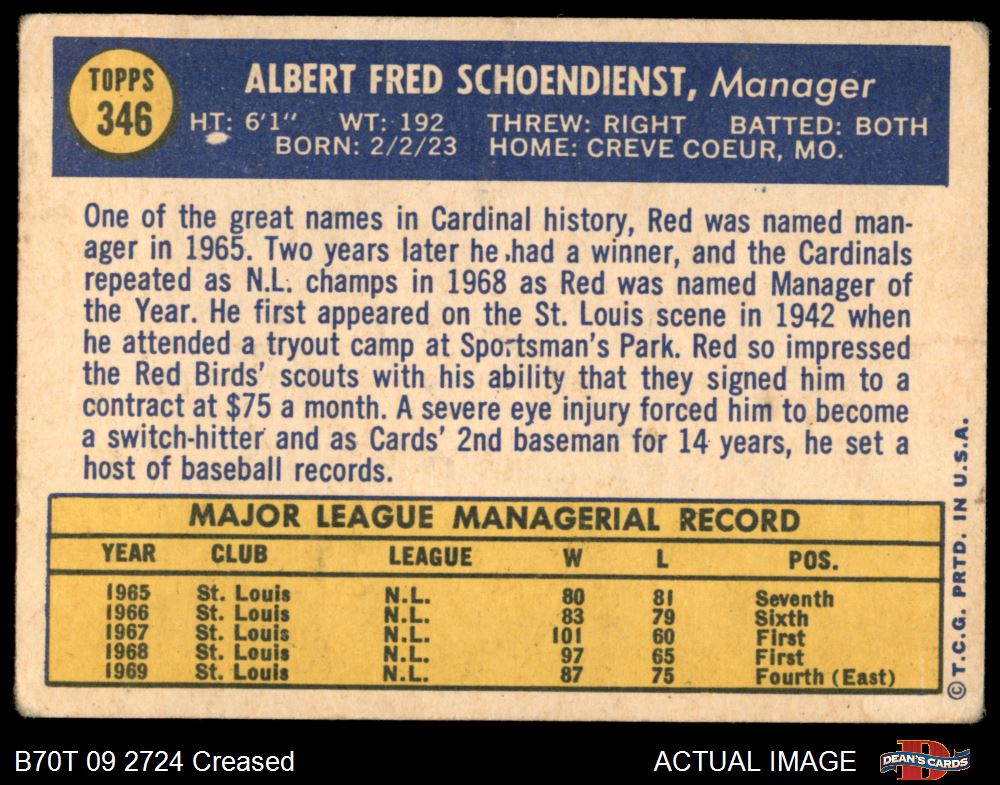 TOPPS
346
ALBERT FRED SCHOENDIENST, Manager
HT: 6'1" WT: 192 THREW: RIGHT BATTED: BOTH
BORN: 2/2/23 HOME: CREVE COEUR, MO.
One of the great names in Cardinal history, Red was named man-
ager in 1965. Two years later he had a winner, and the Cardinals
repeated as N.L. champs in 1968 as Red was named Manager of
the Year. He first appeared on the St. Louis scene in 1942 when
he attended a tryout camp at Sportsman's Park. Red so impressed
the Red Birds' scouts with his ability that they signed him to a
contract at $75 a month. A severe eye injury forced him to become
a switch-hitter and as Cards' 2nd baseman for 14 years, he set a
host of baseball records.
MAJOR LEAGUE MANAGERIAL RECORD
YEAR CLUB LEAGUE W L POS.
1965 St. Louis N.L. 80 81 Seventh
1966 St. Louis N.L. 83 79 Sixth
1967 St. Louis N.L. 101 60 First
1968 St. Louis N.L. 97 65 First
1969 St. Louis N.L. 87 75 Fourth (East)
© T.C.G. PRTD. IN U.S.A.
B70T 09 2724 Creased
ACTUAL IMAGE
DEAN'S CARDS